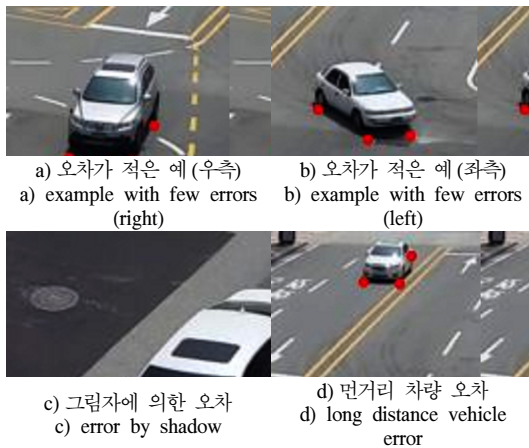 a) 오차가 적은 예 (우측)
a) example with few errors
(right)
b) 오차가 적은 예 (좌측)
b) example with few errors
(left)
c) 그림자에 의한 오차
c) error by shadow
d) 먼거리 차량 오차
d) long distance vehicle
error